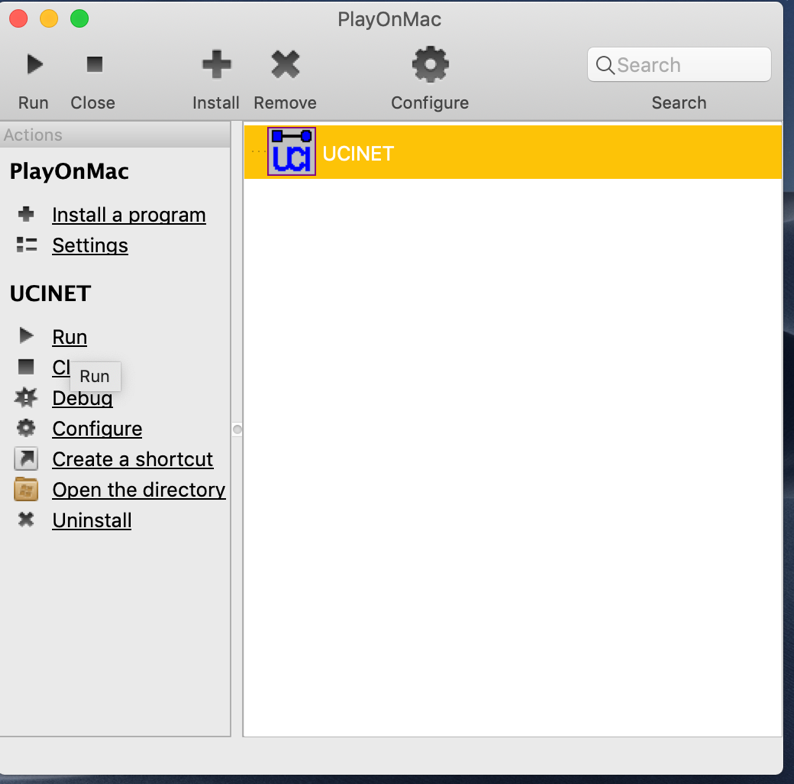 PlayOnMac
Run Close Install Remove Configure Search
Search
Actions
PlayOnMac
Install a program
Settings
UCINET
Run
Cl
Run
Debug
Configure
Create a shortcut
Open the directory
Uninstall
UCI UCINET